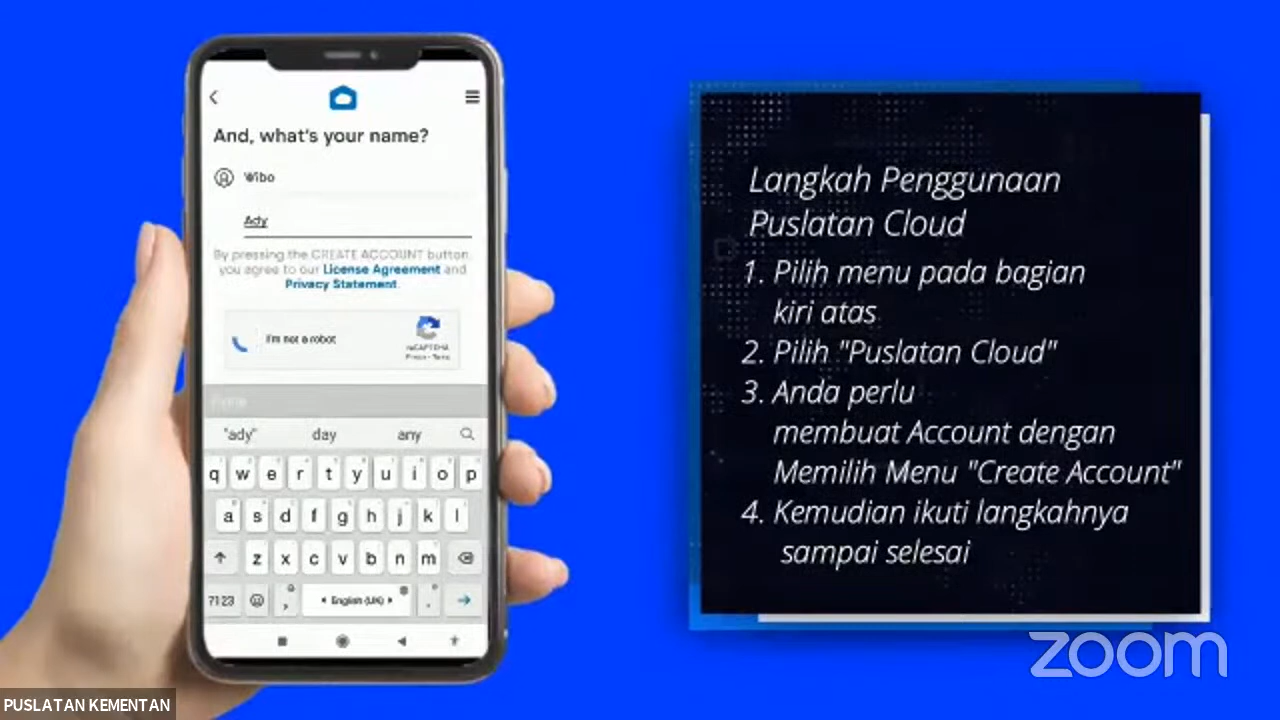 And, what's your name?
Wibo
Ady
By pressing the CREATE ACCOUNT button,
you agree to our License Agreement and
Privacy Statement.
I'm not a robot
reCAPTCHA
Privacy - Terms
"ady" day any
q w e r t y u i o p
a s d f g h j k l
z x c v b n m
?123 , English (UK) .
Langkah Penggunaan
Puslatan Cloud
1. Pilih menu pada bagian
kiri atas
2. Pilih "Puslatan Cloud"
3. Anda perlu
membuat Account dengan
Memilih Menu "Create Account"
4. Kemudian ikuti langkahnya
sampai selesai
zoom
PUSLATAN KEMENTAN